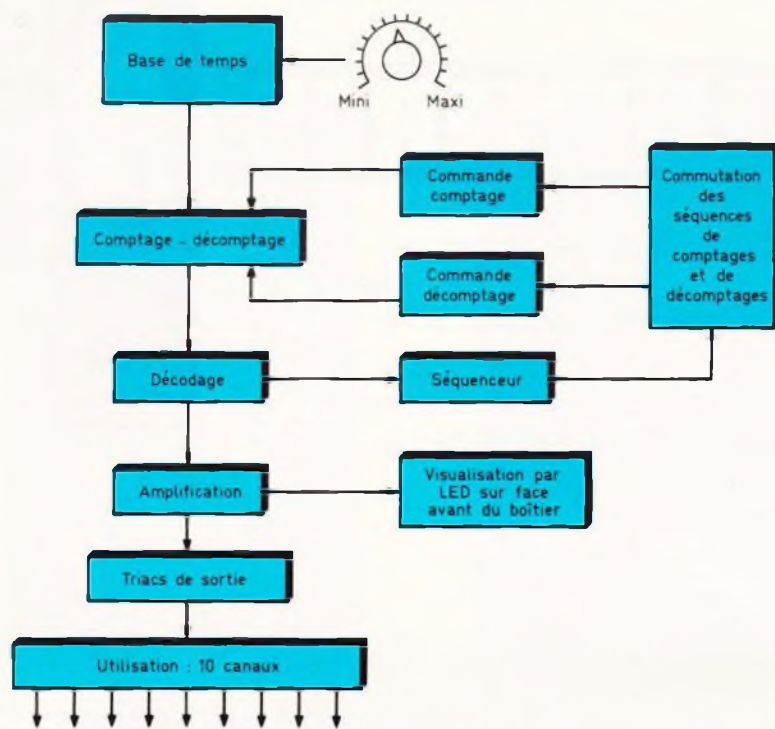 Base de temps
Mini
Maxi
Commande
comptage
Commutation
des
séquences
de
comptages
et de
décomptages
Comptage - décomptage
Commande
décomptage
Décodage
Séquenceur
Amplification
Visualisation par
LED sur face
avant du boîtier
Triacs de sortie
Utilisation : 10 canaux